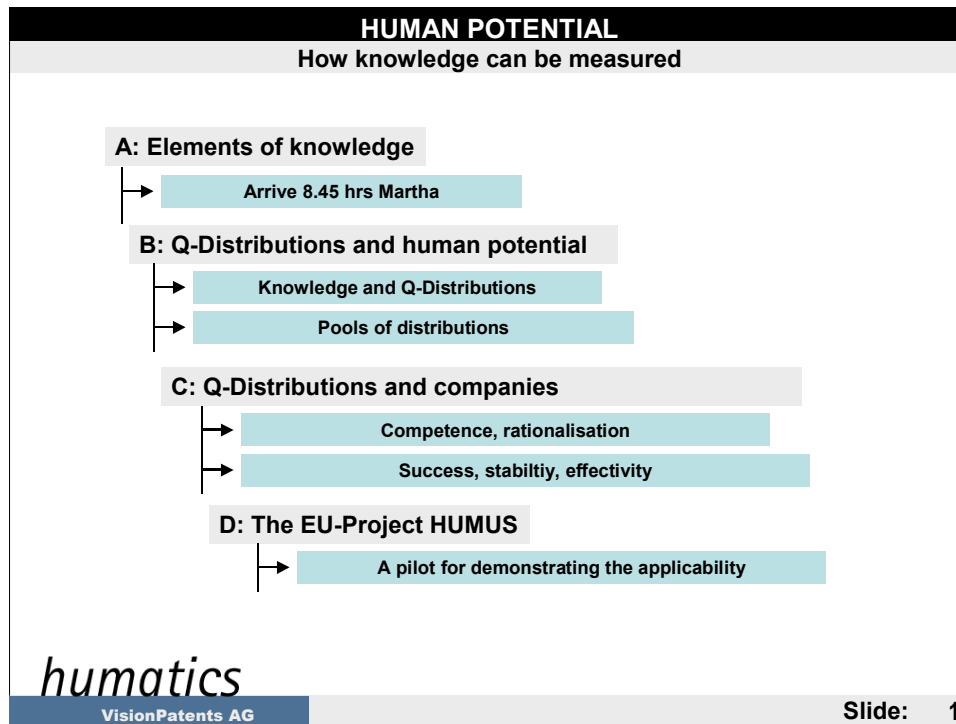 HUMAN POTENTIAL
How knowledge can be measured
A: Elements of knowledge
Arrive 8.45 hrs Martha
B: Q-Distributions and human potential
Knowledge and Q-Distributions
Pools of distributions
C: Q-Distributions and companies
Competence, rationalisation
Success, stabiltiy, effectivity
D: The EU-Project HUMUS
A pilot for demonstrating the applicability
humatics
VisionPatents AG
Slide: 1